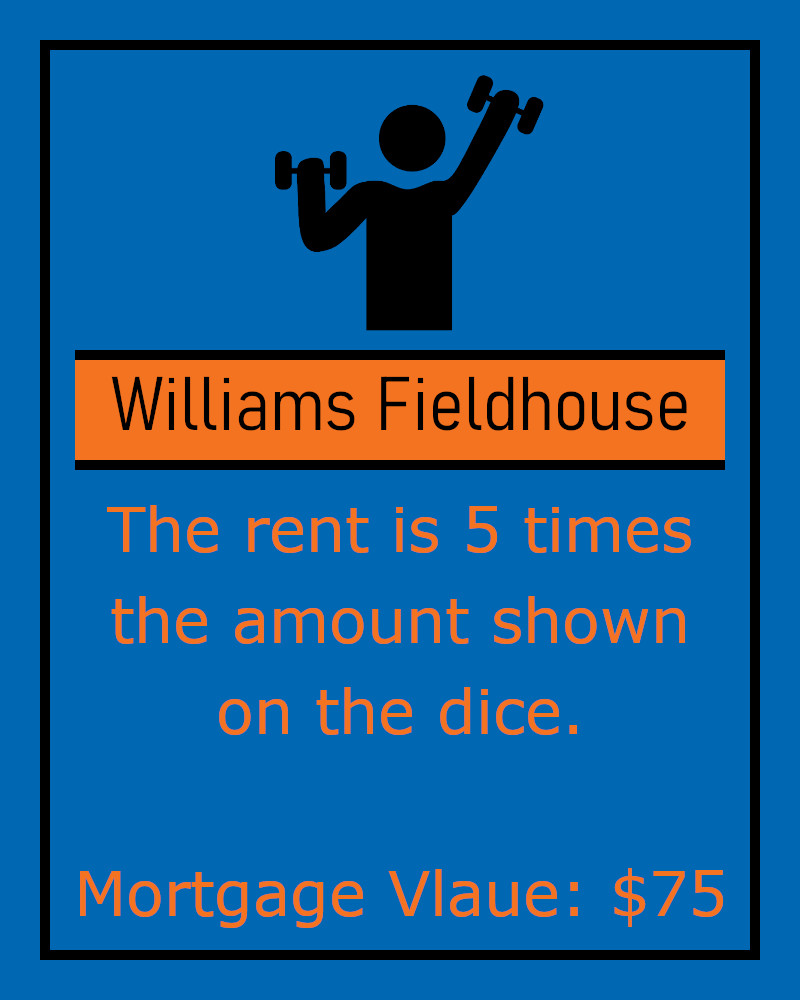 Williams Fieldhouse
The rent is 5 times
the amount shown
on the dice.
Mortgage Vlaue: $75